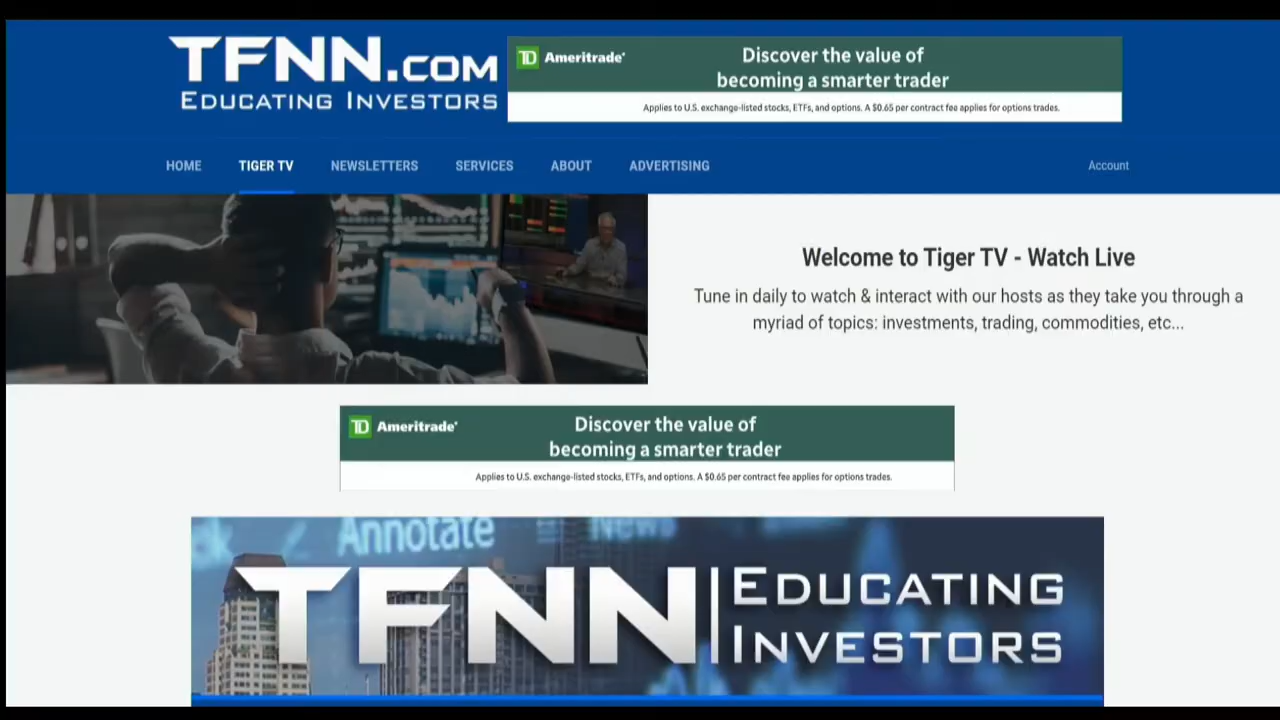 TFNN.COM
EDUCATING INVESTORS
TD Ameritrade
Discover the value of
becoming a smarter trader
Applies to U.S. exchange-listed stocks, ETFs, and options. A $0.65 per contract fee applies for options trades.
HOME TIGER TV NEWSLETTERS SERVICES ABOUT ADVERTISING Account
Welcome to Tiger TV - Watch Live
Tune in daily to watch & interact with our hosts as they take you through a
myriad of topics: investments, trading, commodities, etc...
TD Ameritrade
Discover the value of
becoming a smarter trader
Applies to U.S. exchange-listed stocks, ETFs, and options. A $0.65 per contract fee applies for options trades.
Annotate News
TFNN | EDUCATING
INVESTORS